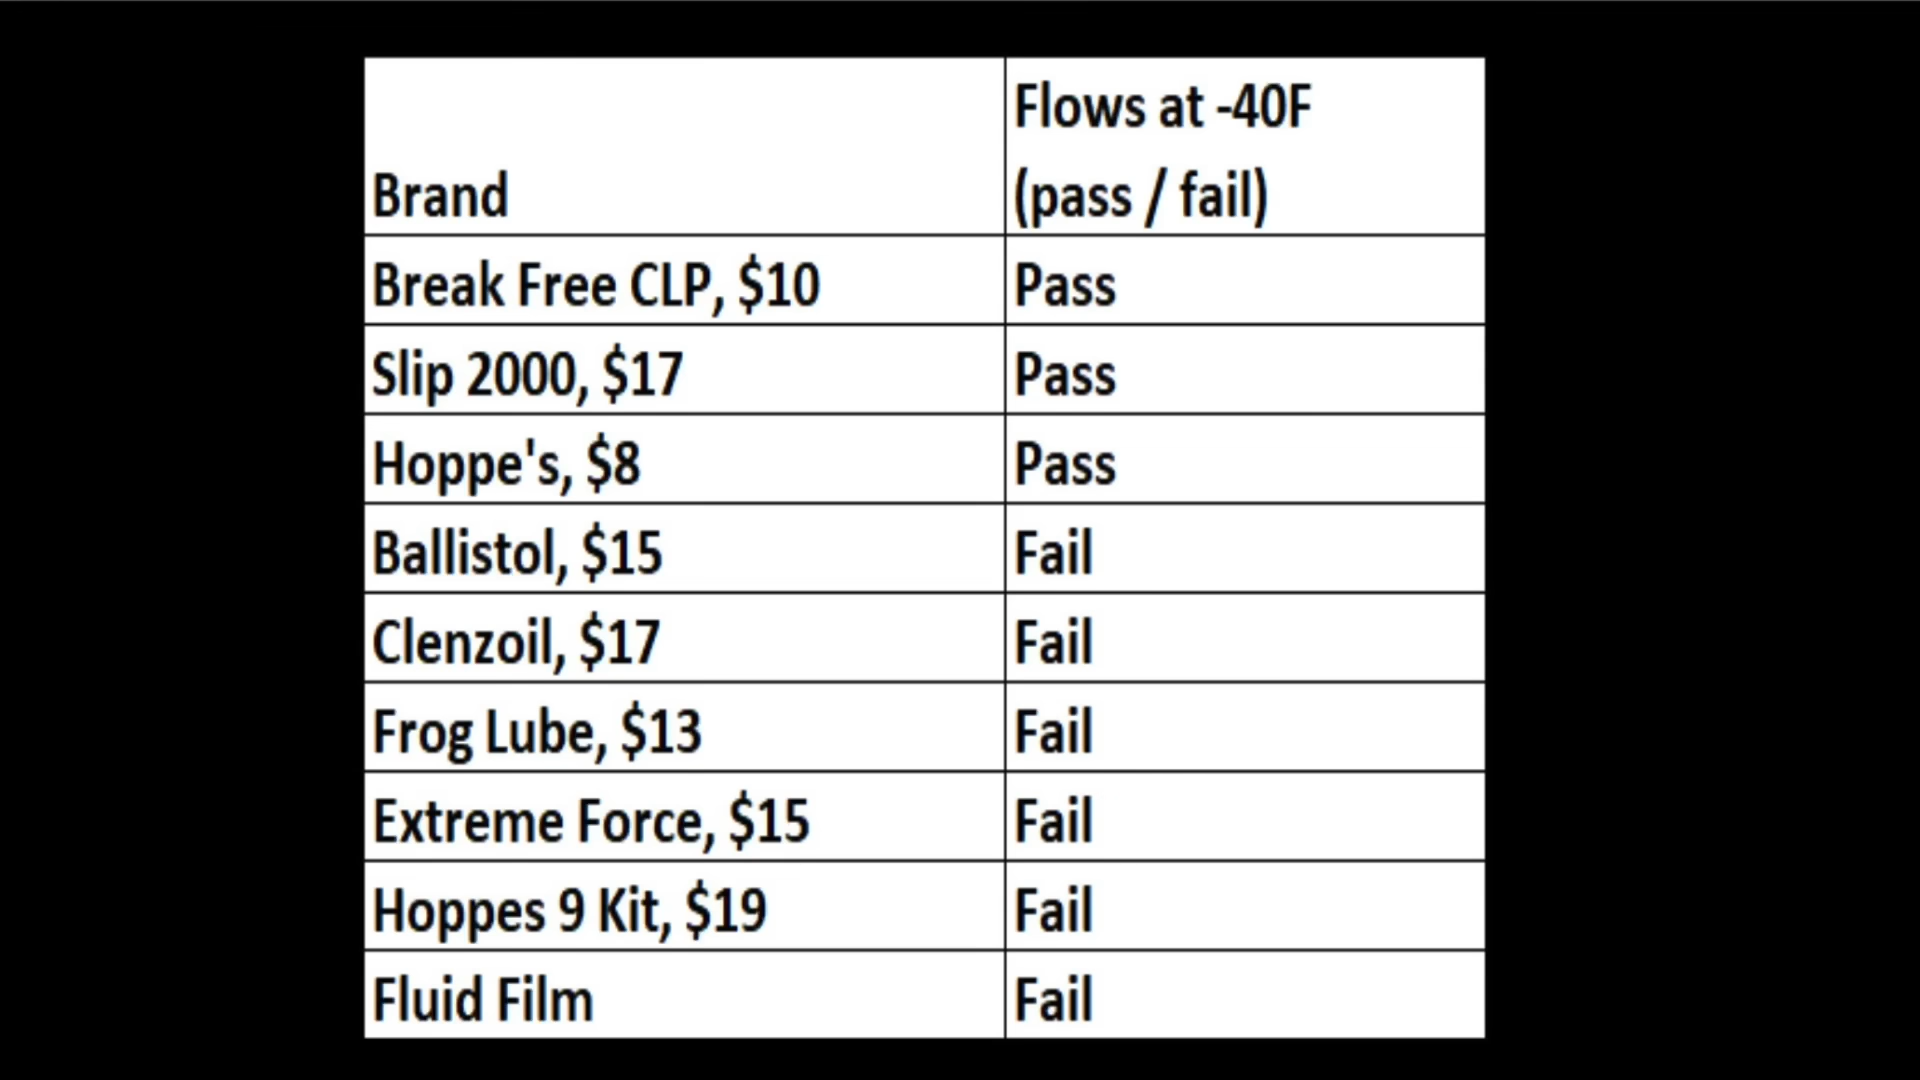 Brand
Flows at -40F
(pass / fail)
Break Free CLP, $10 Pass
Slip 2000, $17 Pass
Hoppe's, $8 Pass
Ballistol, $15 Fail
Clenzoil, $17 Fail
Frog Lube, $13 Fail
Extreme Force, $15 Fail
Hoppes 9 Kit, $19 Fail
Fluid Film Fail